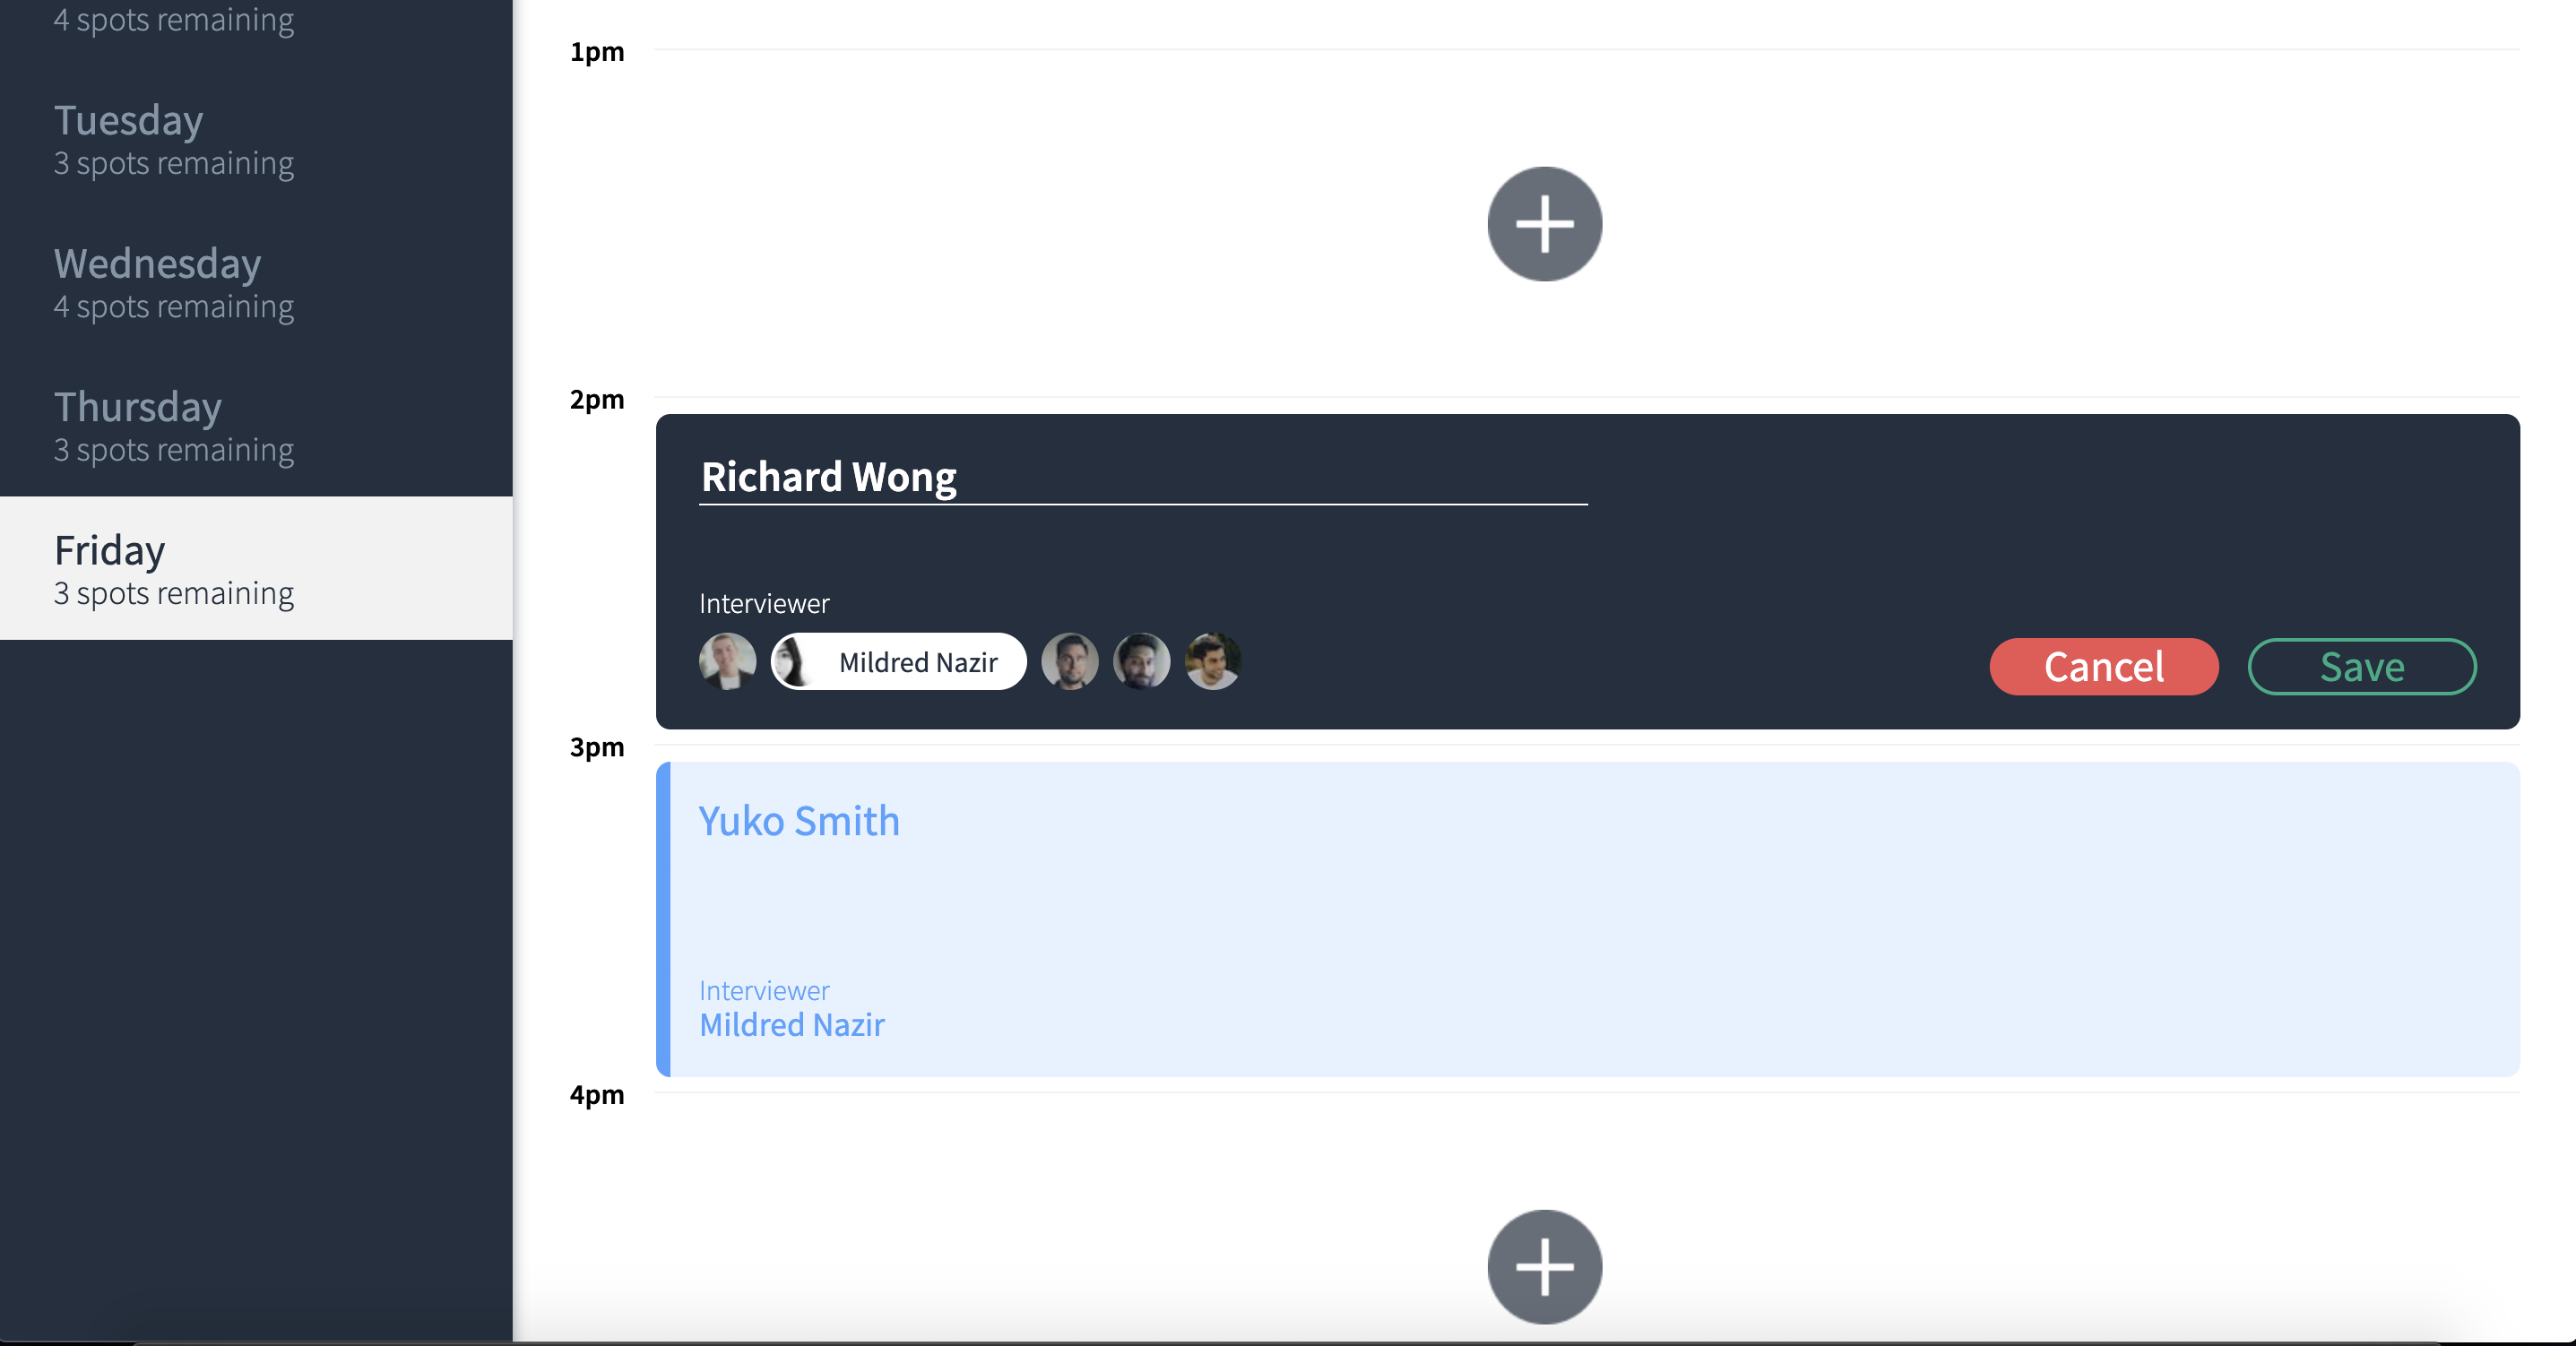 4 spots remaining
Tuesday
3 spots remaining
Wednesday
4 spots remaining
Thursday
3 spots remaining
Friday
3 spots remaining
1pm
2pm
Richard Wong
Interviewer
Mildred Nazir
Cancel
Save
3pm
Yuko Smith
Interviewer
Mildred Nazir
4pm